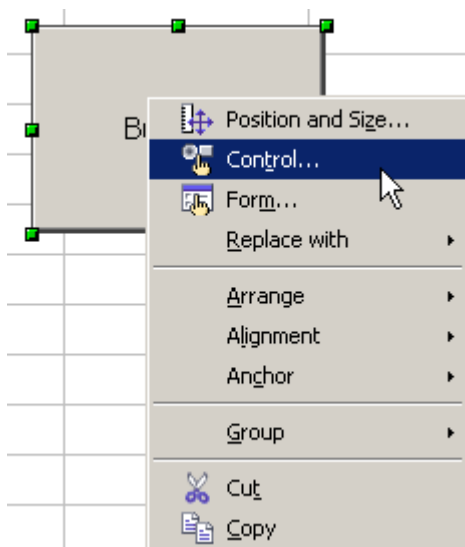 Position and Size...
Control...
Form...
Replace with
Arrange
Alignment
Anchor
Group
Cut
Copy